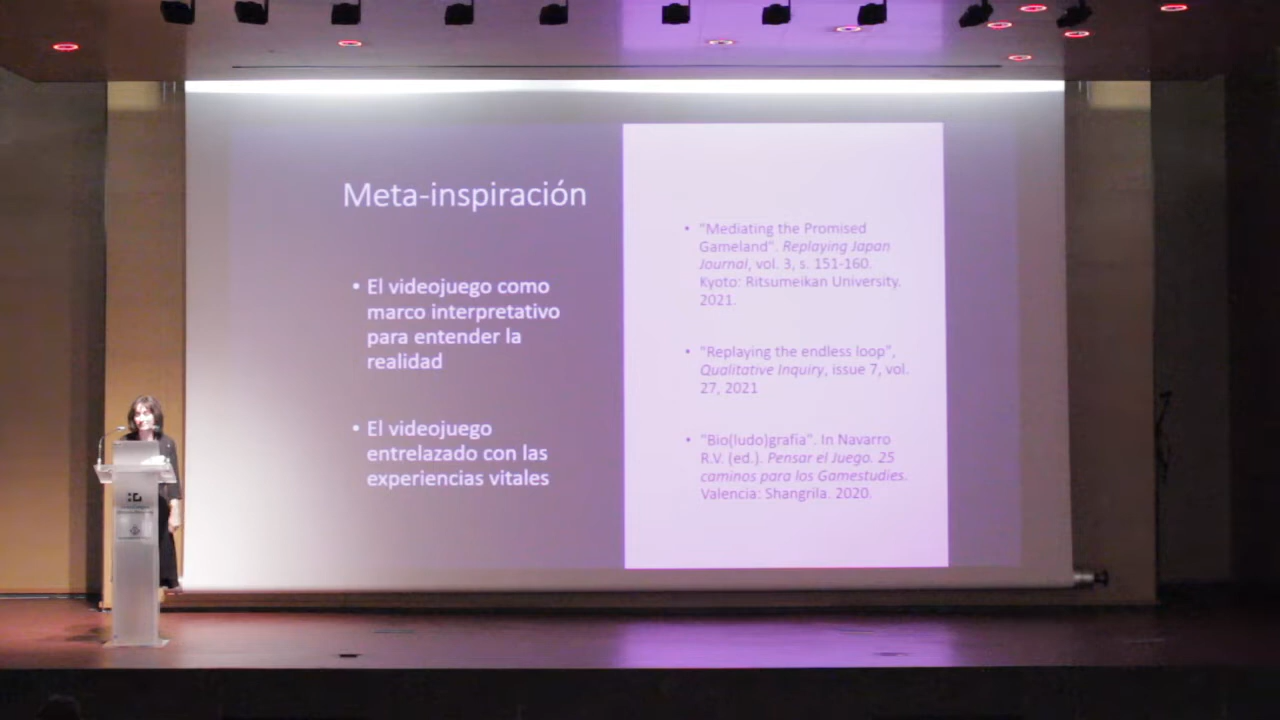 Meta-inspiración
• El videojuego como
marco interpretativo
para entender la
realidad
• El videojuego
entrelazado con las
experiencias vitales
• "Mediating the Promised
Gameland". Replaying Japan
Journal, vol. 3, s. 151-160.
Kyoto: Ritsumeikan University.
2021.
• "Replaying the endless loop",
Qualitative Inquiry, issue 7, vol.
27, 2021
• "Bio(ludo)grafía". In Navarro
R.V. (ed.). Pensar el Juego. 25
caminos para los Gamestudies.
Valencia: Shangrila. 2020.